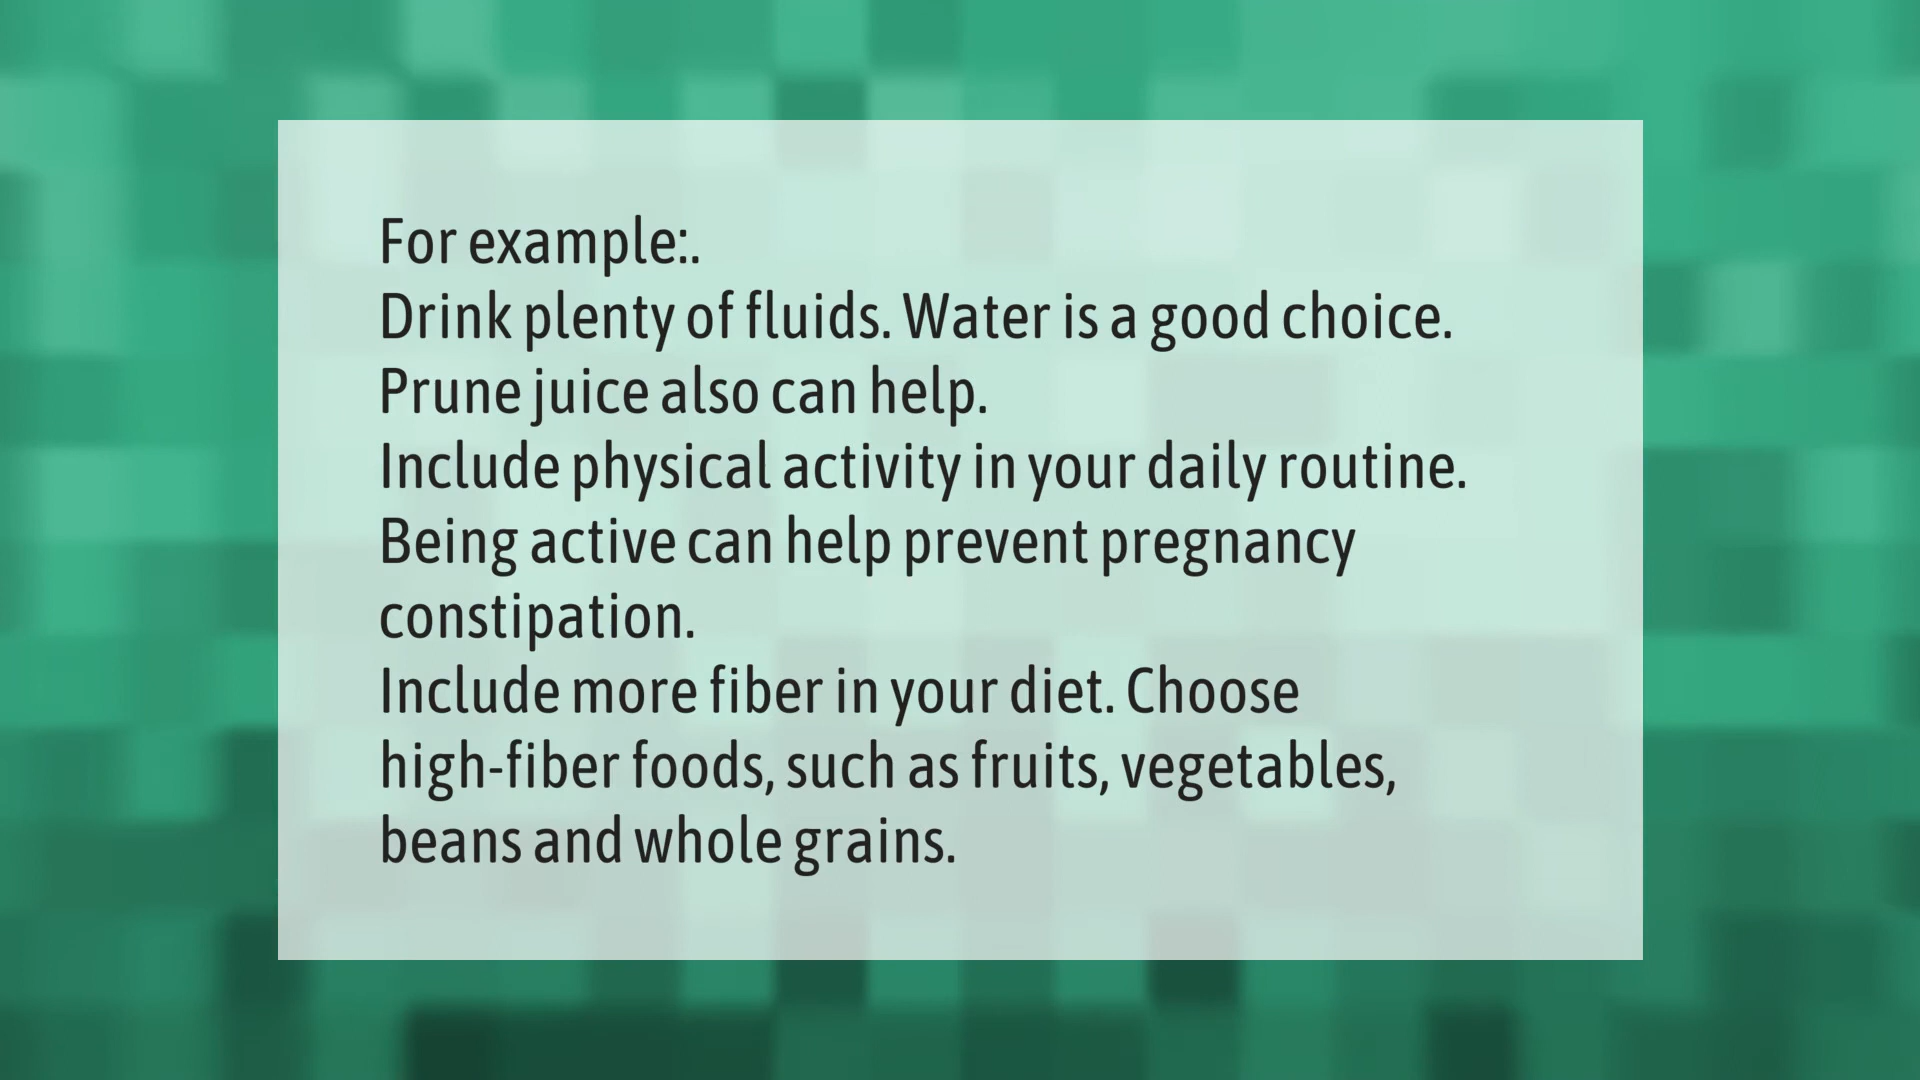 For example:.
Drink plenty of fluids. Water is a good choice.
Prune juice also can help.
Include physical activity in your daily routine.
Being active can help prevent pregnancy
constipation.
Include more fiber in your diet. Choose
high-fiber foods, such as fruits, vegetables,
beans and whole grains.